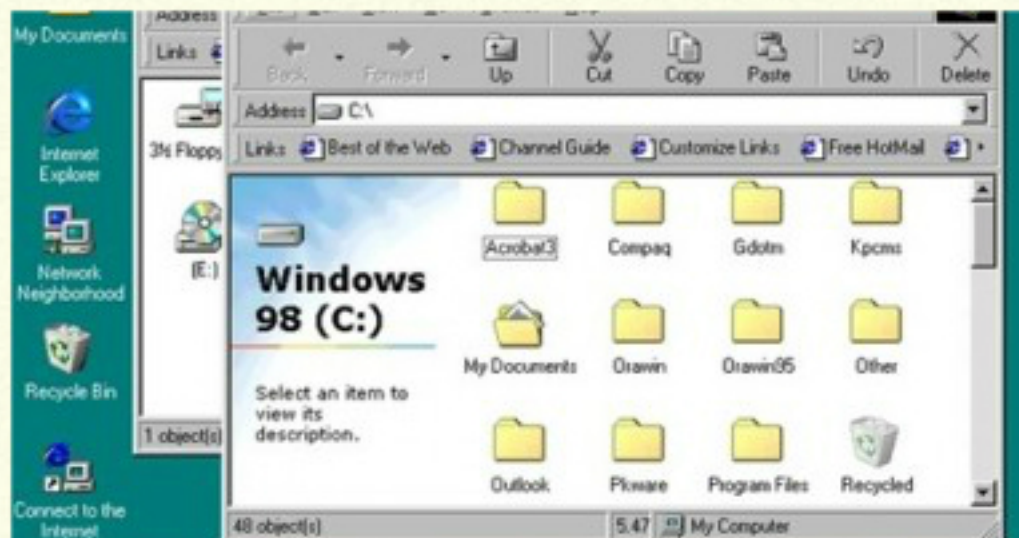 My Documents
Internet
Explorer
Network
Neighborhood
Recycle Bin
Connect to the
Internet
Address
Links
3½ Floppy
(E:)
1 object(s)
Back
Forward
Up
Cut
Copy
Paste
Undo
Delete
Address C:\
Links Best of the Web Channel Guide Customize Links Free HotMail
Windows
98 (C:)
Select an item to
view its
description.
Acrobat3 Compaq Gdotm Kpcms
My Documents Orawin Orawin95 Other
Outlook Pkware Program Files Recycled
48 object(s) 5.47 My Computer